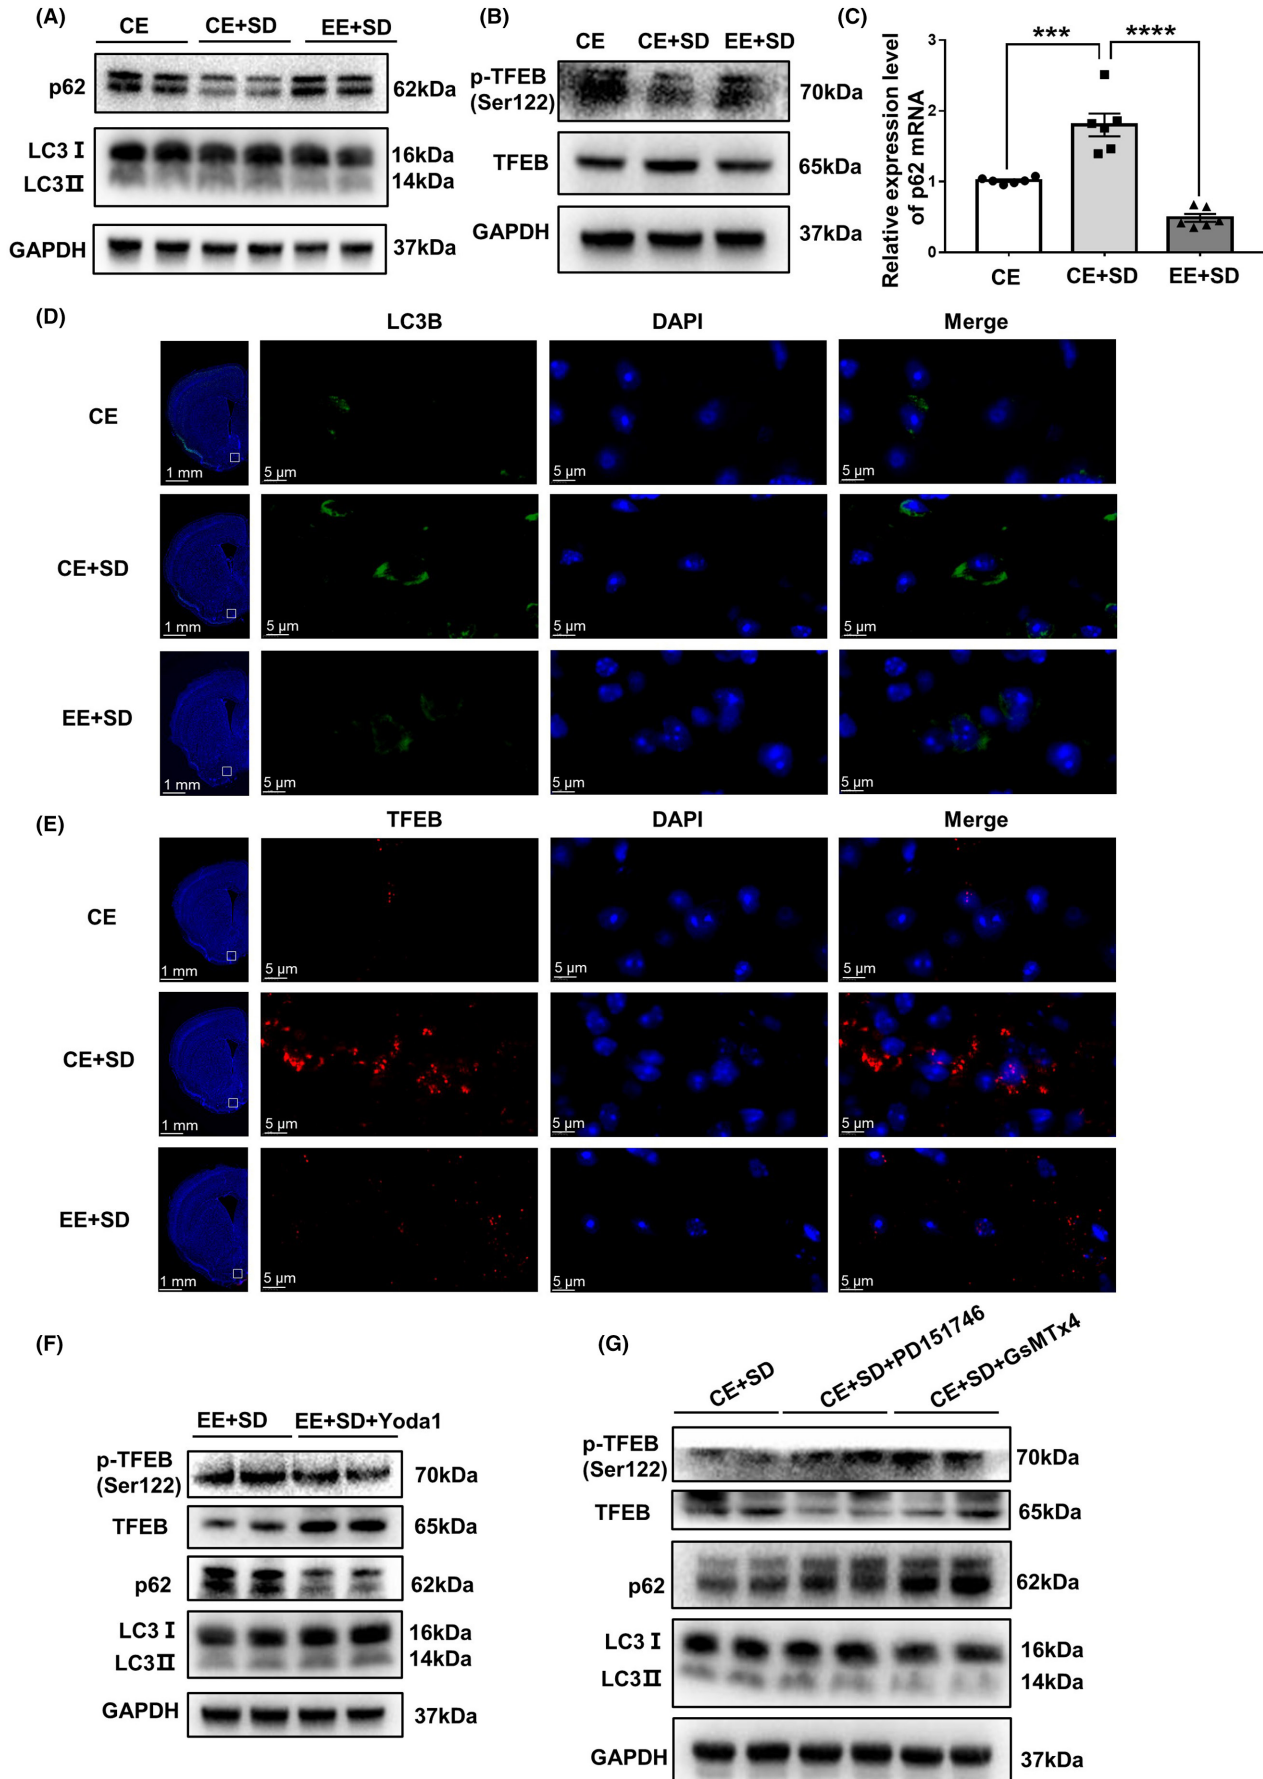 (A)
CE CE+SD EE+SD
p62 62kDa
LC3 I 16kDa
LC3 II 14kDa
GAPDH 37kDa
(B)
CE CE+SD EE+SD
p-TFEB
(Ser122) 70kDa
TFEB 65kDa
GAPDH 37kDa
(C)
*** ****
Relative expression level
of p62 mRNA
3
2
1
0
CE CE+SD EE+SD
(D)
LC3B DAPI Merge
CE
1 mm 5 µm 5 µm 5 µm
CE+SD
1 mm 5 µm 5 µm 5 µm
EE+SD
1 mm 5 µm 5 µm 5 µm
(E)
TFEB DAPI Merge
CE
1 mm 5 µm 5 µm 5 µm
CE+SD
1 mm 5 µm 5 µm 5 µm
EE+SD
1 mm 5 µm 5 µm 5 µm
(F)
EE+SD EE+SD+Yoda1
p-TFEB
(Ser122) 70kDa
TFEB 65kDa
p62 62kDa
LC3 I 16kDa
LC3 II 14kDa
GAPDH 37kDa
(G)
CE+SD CE+SD+PD151746 CE+SD+GsMTx4
p-TFEB
(Ser122) 70kDa
TFEB 65kDa
p62 62kDa
LC3 I 16kDa
LC3 II 14kDa
GAPDH 37kDa